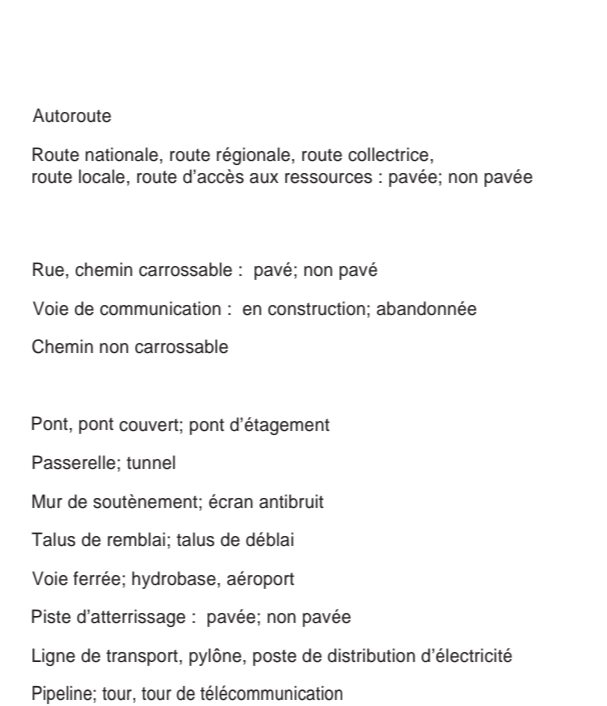 Autoroute
Route nationale, route régionale, route collectrice,
route locale, route d'accès aux ressources : pavée; non pavée
Rue, chemin carrossable : pavé; non pavé
Voie de communication : en construction; abandonnée
Chemin non carrossable
Pont, pont couvert; pont d'étagement
Passerelle; tunnel
Mur de soutènement; écran antibruit
Talus de remblai; talus de déblai
Voie ferrée; hydrobase, aéroport
Piste d'atterrissage : pavée; non pavée
Ligne de transport, pylône, poste de distribution d'électricité
Pipeline; tour, tour de télécommunication